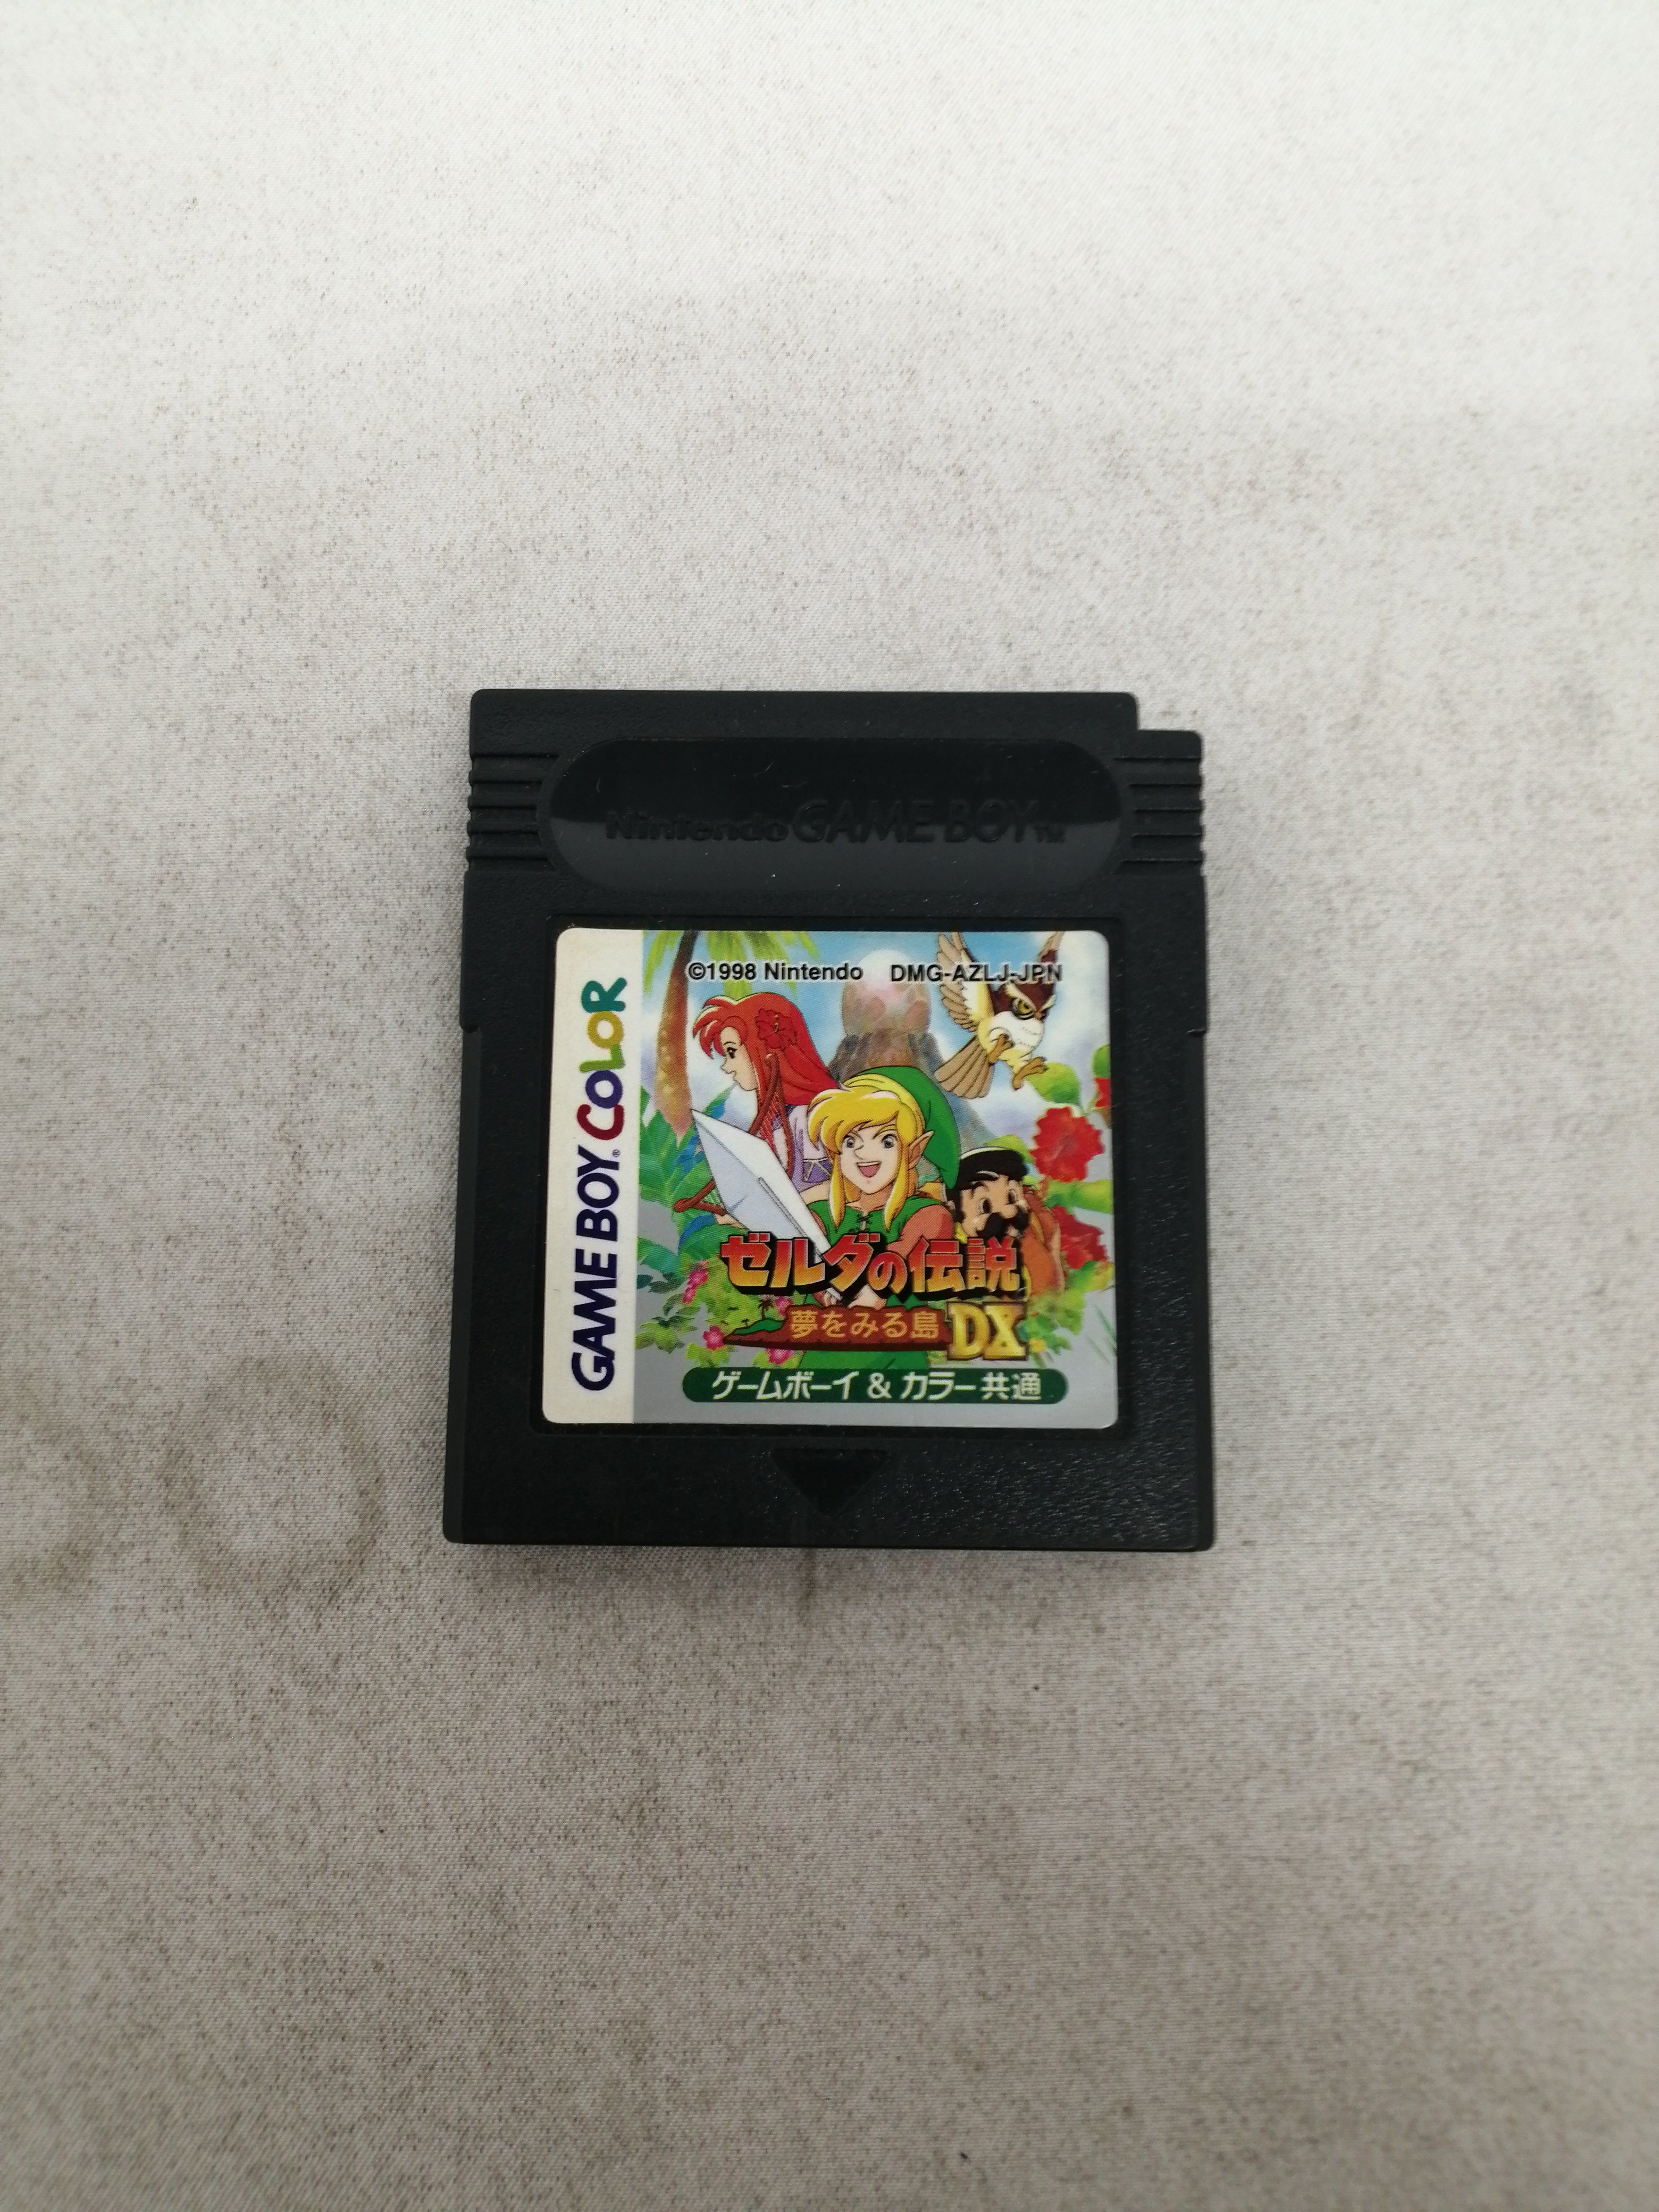 Nintendo GAME BOY TM
©1998 Nintendo DMG-AZLJ-JPN
GAME BOY® COLOR
ゼルダの伝説
夢をみる島 DX
ゲームボーイ & カラー共通